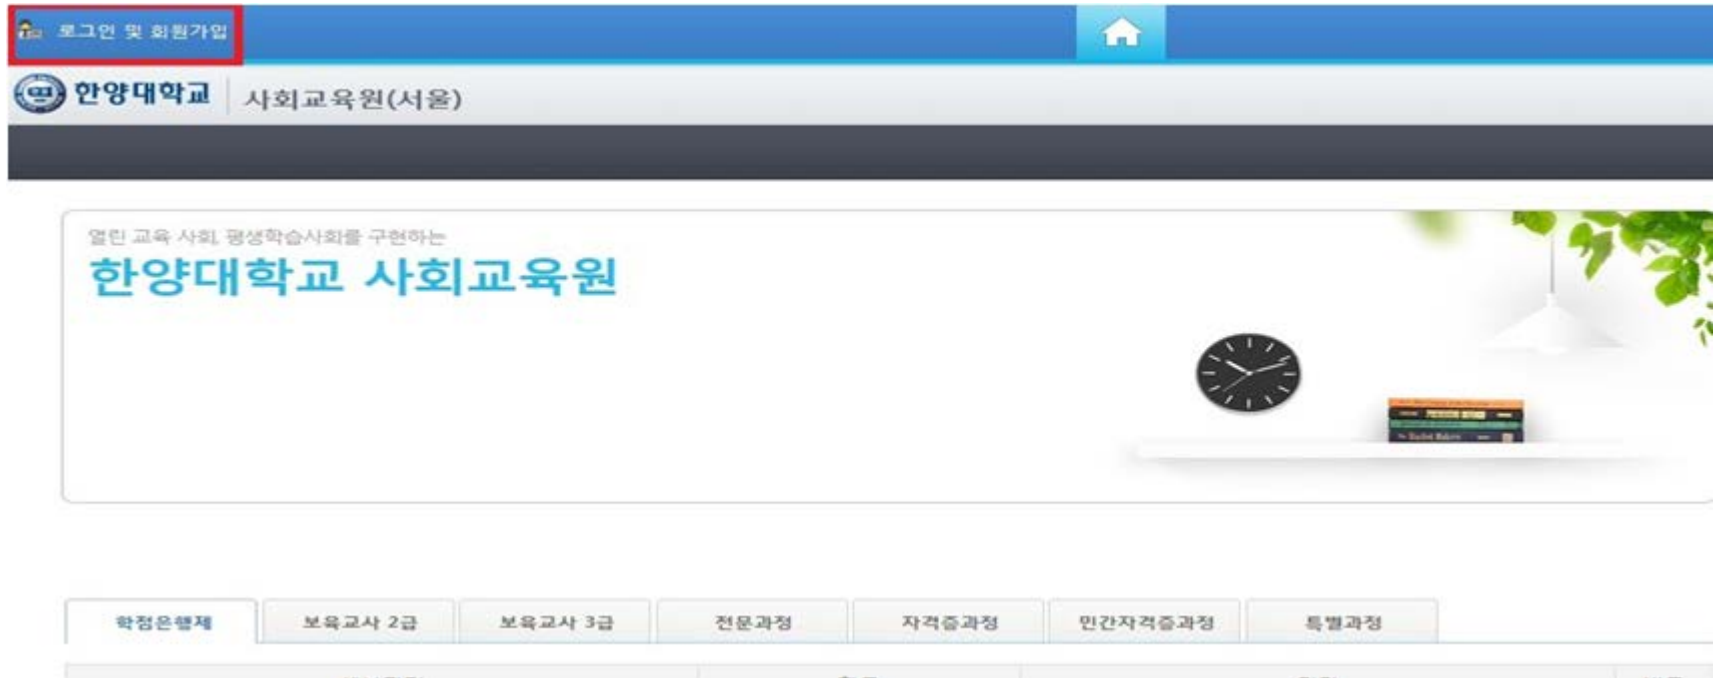 로그인 및 회원가입
한양대학교 사회교육원(서울)
열린 교육 사회, 평생학습사회를 구현하는
한양대학교 사회교육원
학점은행제 보육교사 2급 보육교사 3급 전문과정 자격증과정 민간자격증과정 특별과정